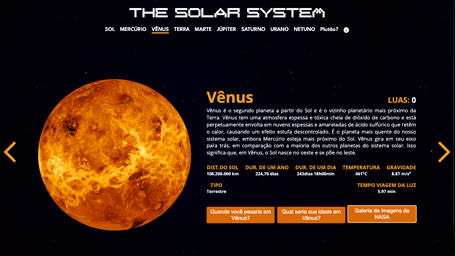 THE SOLAR SYSTEM
SOL MERCÚRIO VÊNUS TERRA MARTE JÚPITER SATURNO URANO NETUNO Plutão?
Vênus
LUAS: 0
Vênus é o segundo planeta a partir do Sol e é o vizinho planetário mais próximo da
Terra. Vênus tem uma atmosfera espessa e tóxica cheia de dióxido de carbono e está
perpetuamente envolta em nuvens espessas e amareladas de ácido sulfúrico que retêm
o calor, causando um efeito estufa descontrolado. É o planeta mais quente do nosso
sistema solar, embora Mercúrio esteja mais próximo do Sol. Vênus gira em seu eixo
para trás, em comparação com a maioria dos outros planetas do sistema solar. Isso
significa que, em Vênus, o Sol nasce no oeste e se põe no leste.
DIST.DO SOL DUR. DE UM ANO DUR. DE UM DIA TEMPERATURA GRAVIDADE
108.200.000 km 224,70 dias 243dias 18h00min 461°C 8.87 m/s²
TIPO TEMPO VIAGEM DA LUZ
Terrestre 5.97 min
Quando você pesaria em
Vênus?
Qual seria sua idade em
Vênus?
Galeria de Imagens da
NASA